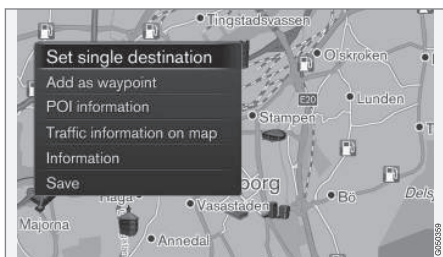 Tingstadsvassen
Set single destination
Olskroken
Add as waypoint
POI information
E20
Lunden
Stampen
Traffic information on map
Information
Save
borg
Bö
Vasastaden
Majorna
Annedal
G050359